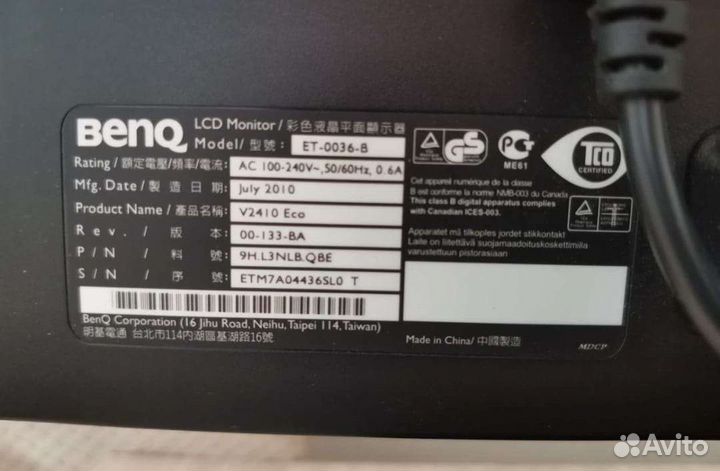 BenQ LCD Monitor / 彩色液晶平面顯示器
Model / 型號: ET-0036-B
Rating / 額定電壓/頻率/電流: AC 100-240V~, 50/60Hz, 0.6A
Mfg. Date / 製造日期: July 2010
Product Name / 產品名稱: V2410 Eco
Rev. / 版本: 00-133-BA
P/N / 料號: 9H.L3NLB.QBE
S/N / 序號: ETM7A04436SL0 T
BenQ Corporation (16 Jihu Road, Neihu, Taipei 114, Taiwan)
明基電通 台北市114內湖區基湖路16號
GS
ME61
TCO
CERTIFIED
Cet appareil numérique de la classe
B est conforme à la norme NMB-003 du Canada.
This class B digital apparatus complies
with Canadian ICES-003.
Apparatet må tilkoples jordet stikkontakt
Laite on liitettävä suojamaadoituskoskettimilla
varustettuun pistorasiaan
Made in China / 中國製造
MDCP
Avito